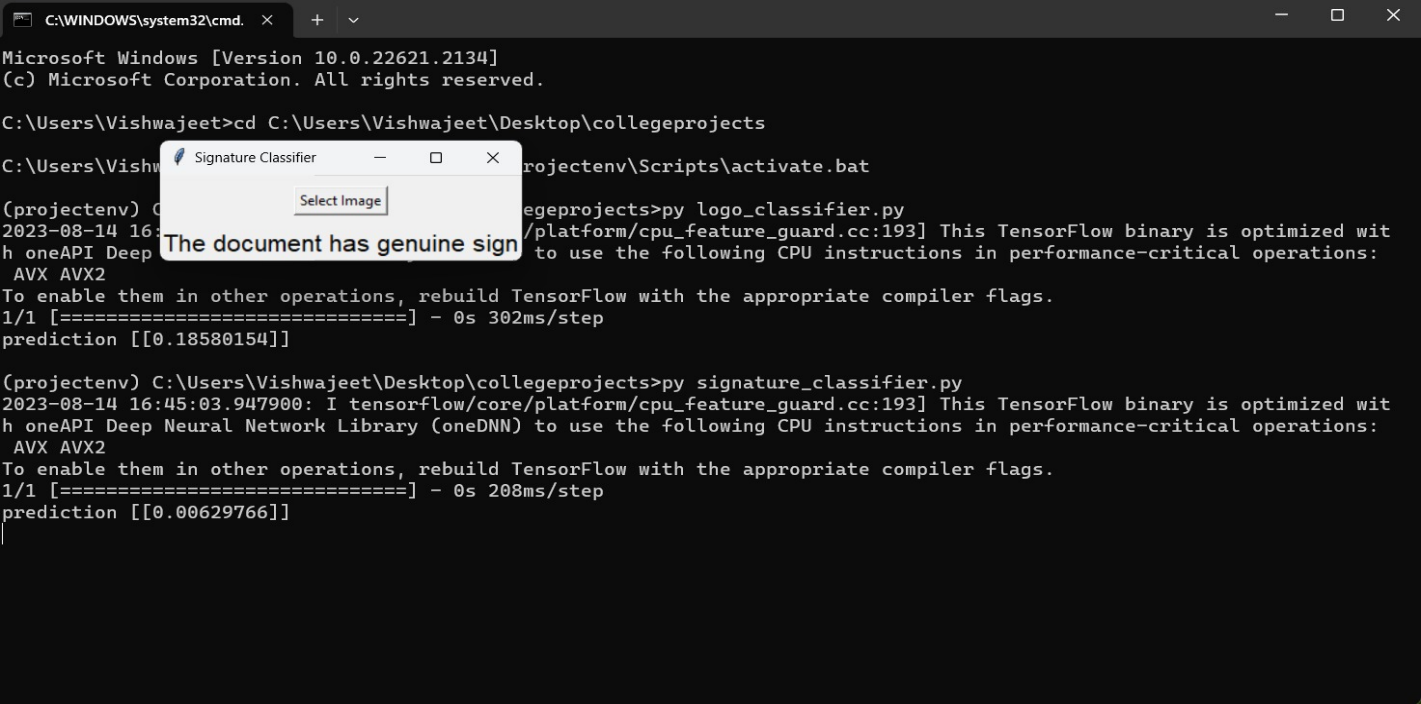 C:\WINDOWS\system32\cmd.
Microsoft Windows [Version 10.0.22621.2134]
(c) Microsoft Corporation. All rights reserved.
C:\Users\Vishwajeet>cd C:\Users\Vishwajeet\Desktop\collegeprojects
C:\Users\Vishw rojectenv\Scripts\activate.bat
Signature Classifier
Select Image
The document has genuine sign
(projectenv) C egeprojects>py logo_classifier.py
2023-08-14 16: /platform/cpu_feature_guard.cc:193] This TensorFlow binary is optimized wit
h oneAPI Deep to use the following CPU instructions in performance-critical operations:
AVX AVX2
To enable them in other operations, rebuild TensorFlow with the appropriate compiler flags.
1/1 [==============================] - 0s 302ms/step
prediction [[0.18580154]]
(projectenv) C:\Users\Vishwajeet\Desktop\collegeprojects>py signature_classifier.py
2023-08-14 16:45:03.947900: I tensorflow/core/platform/cpu_feature_guard.cc:193] This TensorFlow binary is optimized wit
h oneAPI Deep Neural Network Library (oneDNN) to use the following CPU instructions in performance-critical operations:
AVX AVX2
To enable them in other operations, rebuild TensorFlow with the appropriate compiler flags.
1/1 [==============================] - 0s 208ms/step
prediction [[0.00629766]]